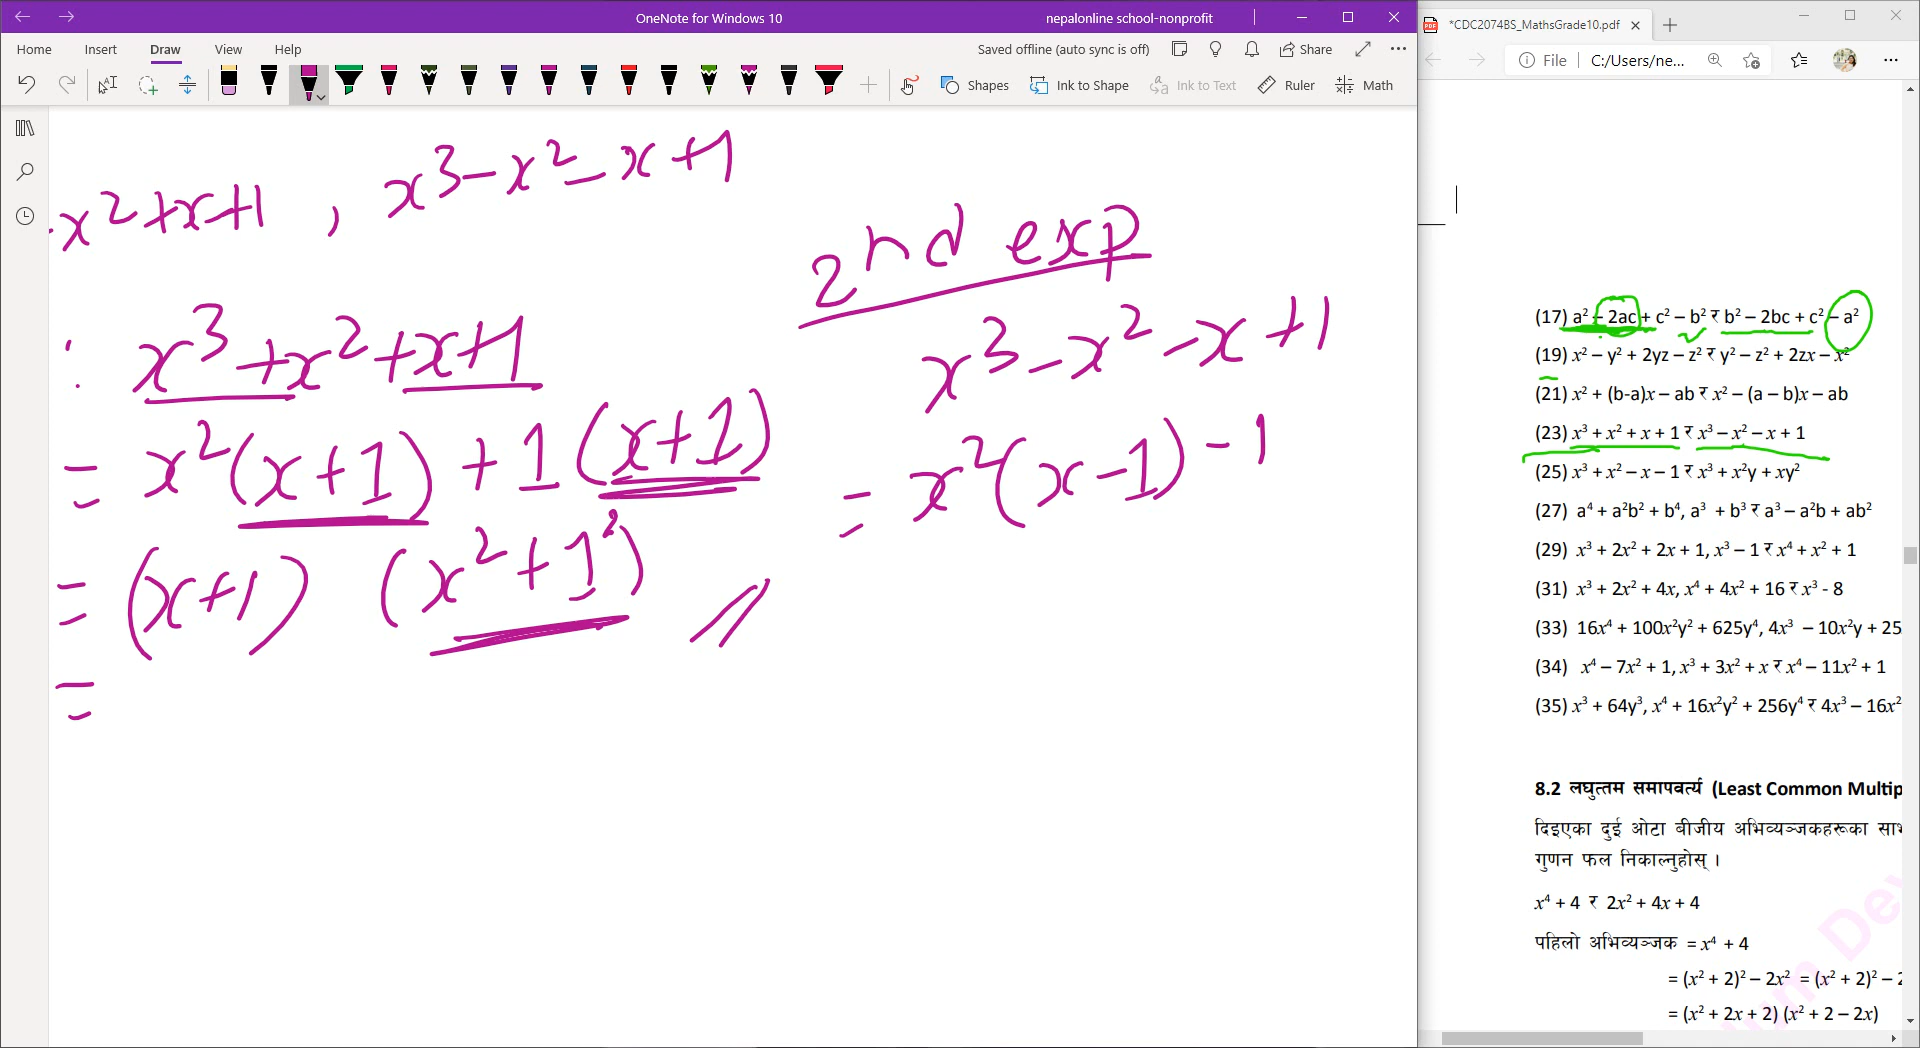 OneNote for Windows 10
nepalonline school-nonprofit
Home Insert Draw View Help
Saved offline (auto sync is off)
Share
Shapes Ink to Shape Ink to Text Ruler Math
x² + x + 1 , x³ - x² - x + 1
: x³ + x² + x + 1
= x²(x+1) + 1(x+1)
= (x+1) (x² + 1²)
=
2nd exp
x³ - x² - x + 1
= x²(x-1) - 1
*CDC2074BS_MathsGrade10.pdf
File C:/Users/ne...
(17) a² – 2ac + c² – b² र b² – 2bc + c² – a²
(19) x² – y² + 2yz – z² र y² – z² + 2zx – x²
(21) x² + (b-a)x – ab र x² – (a – b)x – ab
(23) x³ + x² + x + 1 र x³ – x² – x + 1
(25) x³ + x² – x – 1 र x³ + x²y + xy²
(27) a⁴ + a²b² + b⁴, a³ + b³ र a³ – a²b + ab²
(29) x³ + 2x² + 2x + 1, x³ – 1 र x⁴ + x² + 1
(31) x³ + 2x² + 4x, x⁴ + 4x² + 16 र x³ - 8
(33) 16x⁴ + 100x²y² + 625y⁴, 4x³ – 10x²y + 25
(34) x⁴ – 7x² + 1, x³ + 3x² + x र x⁴ – 11x² + 1
(35) x³ + 64y³, x⁴ + 16x²y² + 256y⁴ र 4x³ – 16x²
8.2 लघुत्तम समापवर्त्य (Least Common Multip
दिइएका दुई ओटा बीजीय अभिव्यञ्जकहरूका
गुणन फल निकाल्नुहोस् ।
x⁴ + 4 र 2x² + 4x + 4
पहिलो अभिव्यञ्जक = x⁴ + 4
= (x² + 2)² – 2x² = (x² + 2)² – 2
= (x² + 2x + 2) (x² + 2 – 2x)